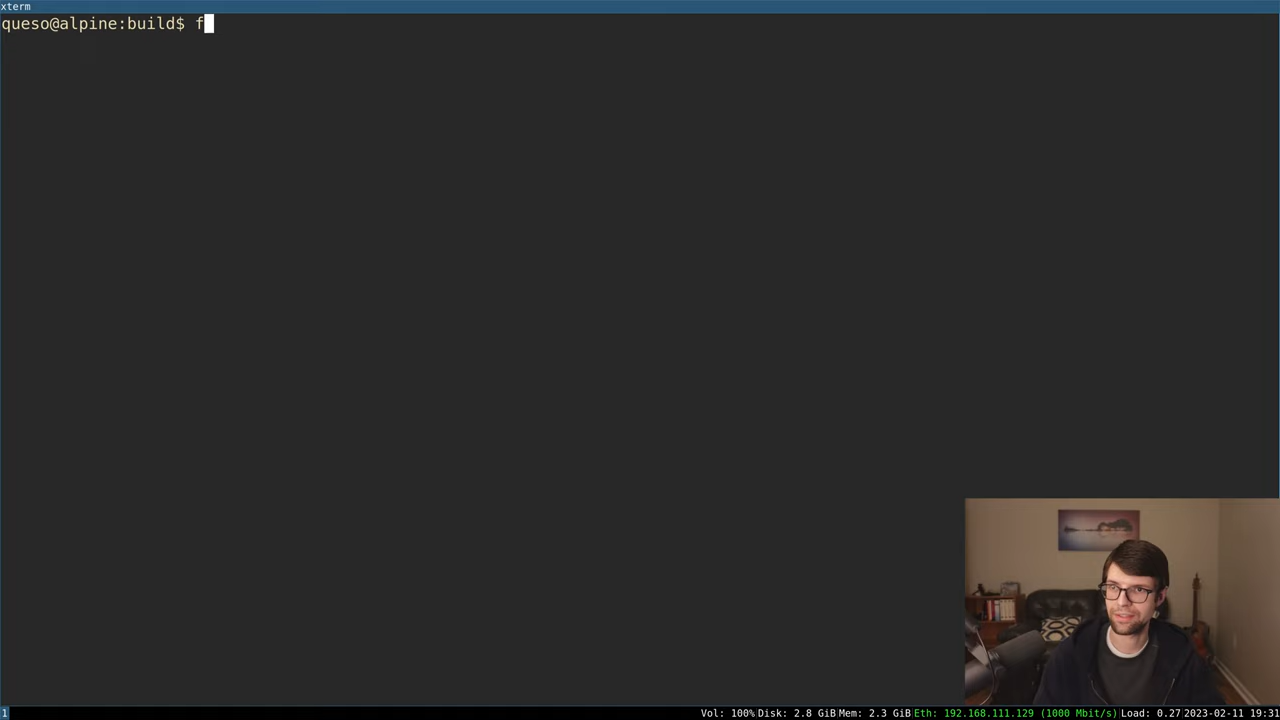 xterm
queso@alpine:build$ f
1
Vol: 100% Disk: 2.8 GiB Mem: 2.3 GiB Eth: 192.168.111.129 (1000 Mbit/s) Load: 0.27 2023-02-11 19:31